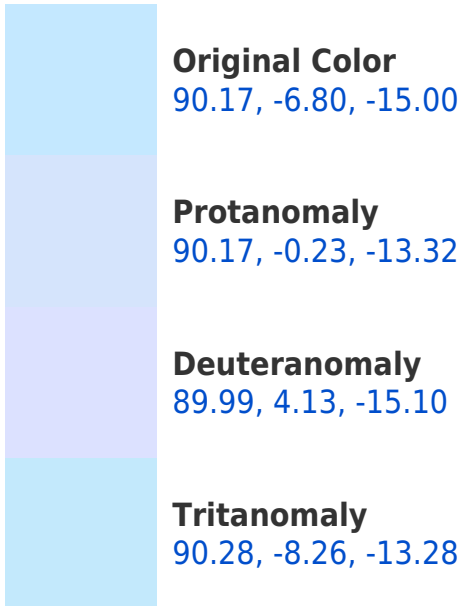 Original Color
90.17, -6.80, -15.00
Protanomaly
90.17, -0.23, -13.32
Deuteranomaly
89.99, 4.13, -15.10
Tritanomaly
90.28, -8.26, -13.28